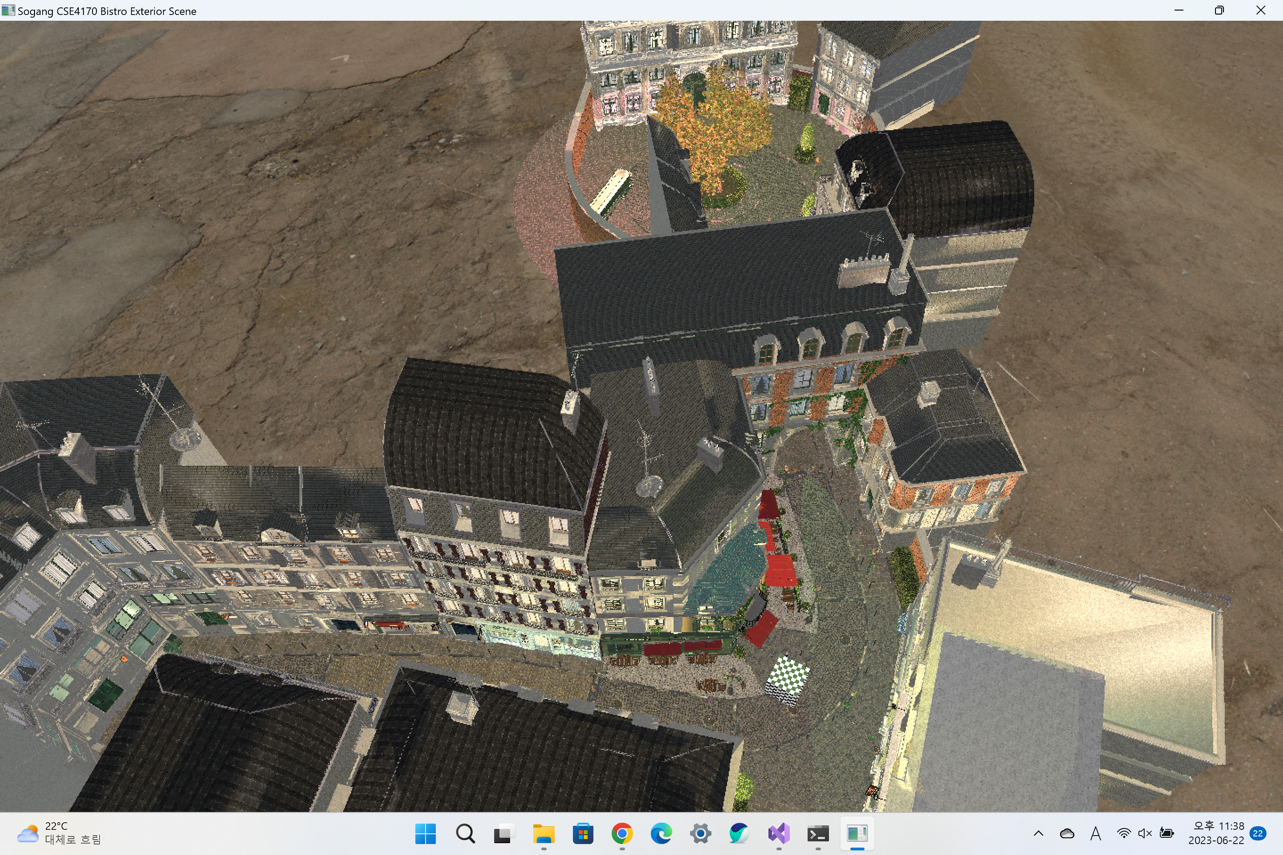 Sogang CSE4170 Bistro Exterior Scene
22°C
대체로 흐림
A
오후 11:38
2023-06-22
22